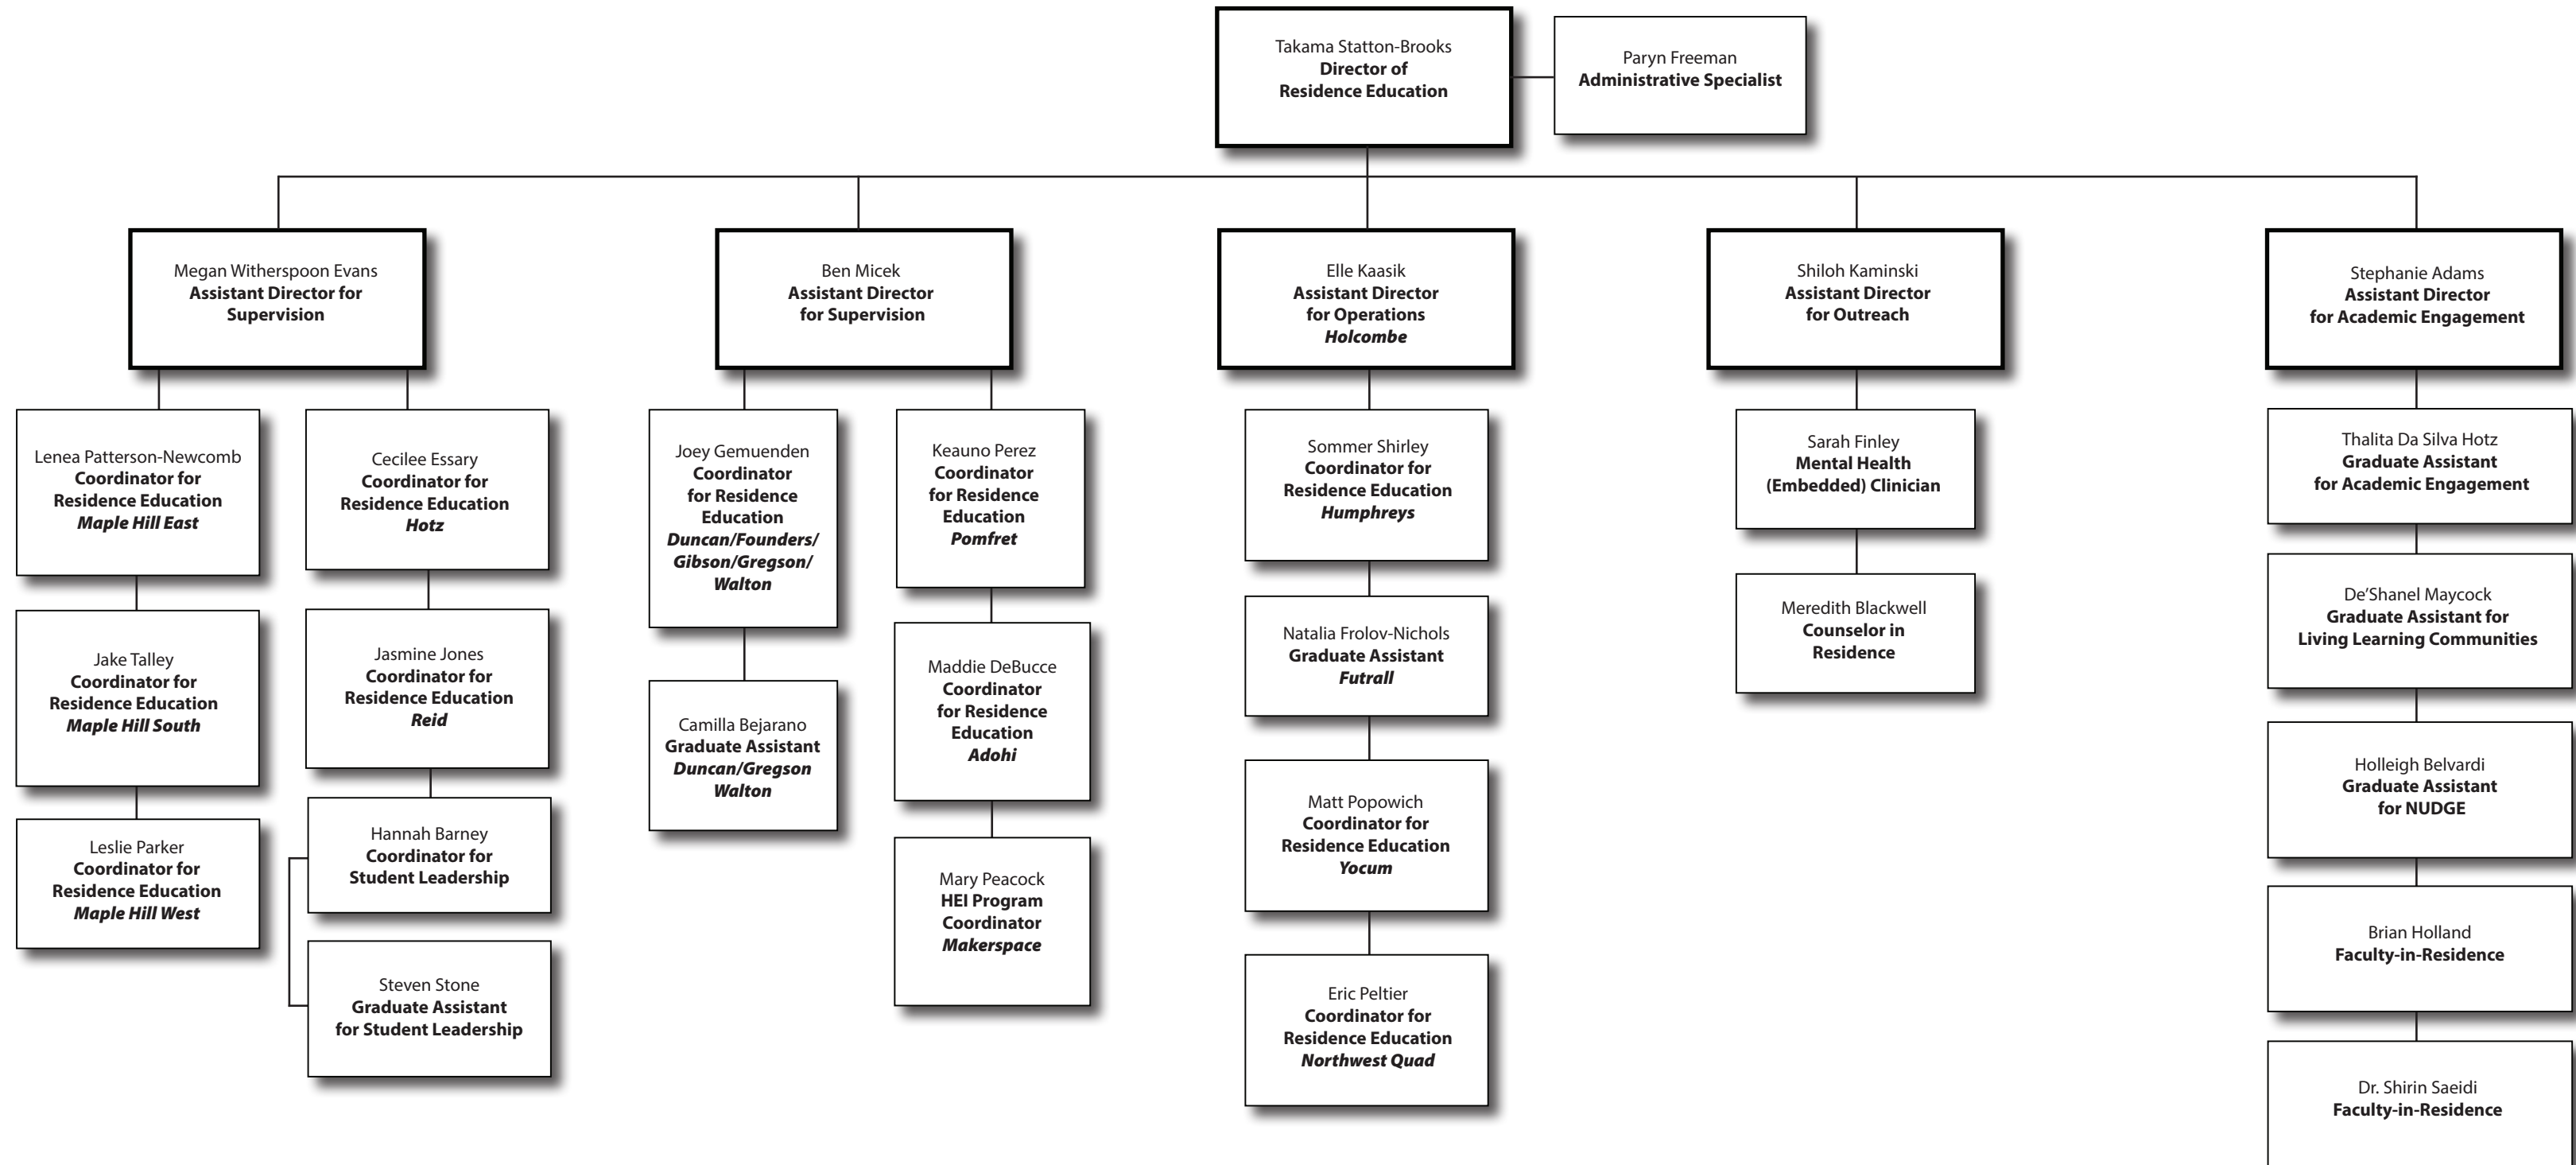 Takama Statton-Brooks
Director of
Residence Education
Paryn Freeman
Administrative Specialist
Megan Witherspoon Evans
Assistant Director for
Supervision
Lenea Patterson-Newcomb
Coordinator for
Residence Education
Maple Hill East
Jake Talley
Coordinator for
Residence Education
Maple Hill South
Leslie Parker
Coordinator for
Residence Education
Maple Hill West
Cecilee Essary
Coordinator for
Residence Education
Hotz
Jasmine Jones
Coordinator for
Residence Education
Reid
Hannah Barney
Coordinator for
Student Leadership
Steven Stone
Graduate Assistant
for Student Leadership
Ben Micek
Assistant Director
for Supervision
Joey Gemuenden
Coordinator
for Residence
Education
Duncan/Founders/
Gibson/Gregson/
Walton
Camilla Bejarano
Graduate Assistant
Duncan/Gregson
Walton
Keauno Perez
Coordinator
for Residence
Education
Pomfret
Maddie DeBucce
Coordinator
for Residence
Education
Adohi
Mary Peacock
HEI Program
Coordinator
Makerspace
Elle Kaasik
Assistant Director
for Operations
Holcombe
Sommer Shirley
Coordinator for
Residence Education
Humphreys
Natalia Frolov-Nichols
Graduate Assistant
Futrall
Matt Popowich
Coordinator for
Residence Education
Yocum
Eric Peltier
Coordinator for
Residence Education
Northwest Quad
Shiloh Kaminski
Assistant Director
for Outreach
Sarah Finley
Mental Health
(Embedded) Clinician
Meredith Blackwell
Counselor in
Residence
Stephanie Adams
Assistant Director
for Academic Engagement
Thalita Da Silva Hotz
Graduate Assistant
for Academic Engagement
De’Shanel Maycock
Graduate Assistant for
Living Learning Communities
Holleigh Belvardi
Graduate Assistant
for NUDGE
Brian Holland
Faculty-in-Residence
Dr. Shirin Saeidi
Faculty-in-Residence